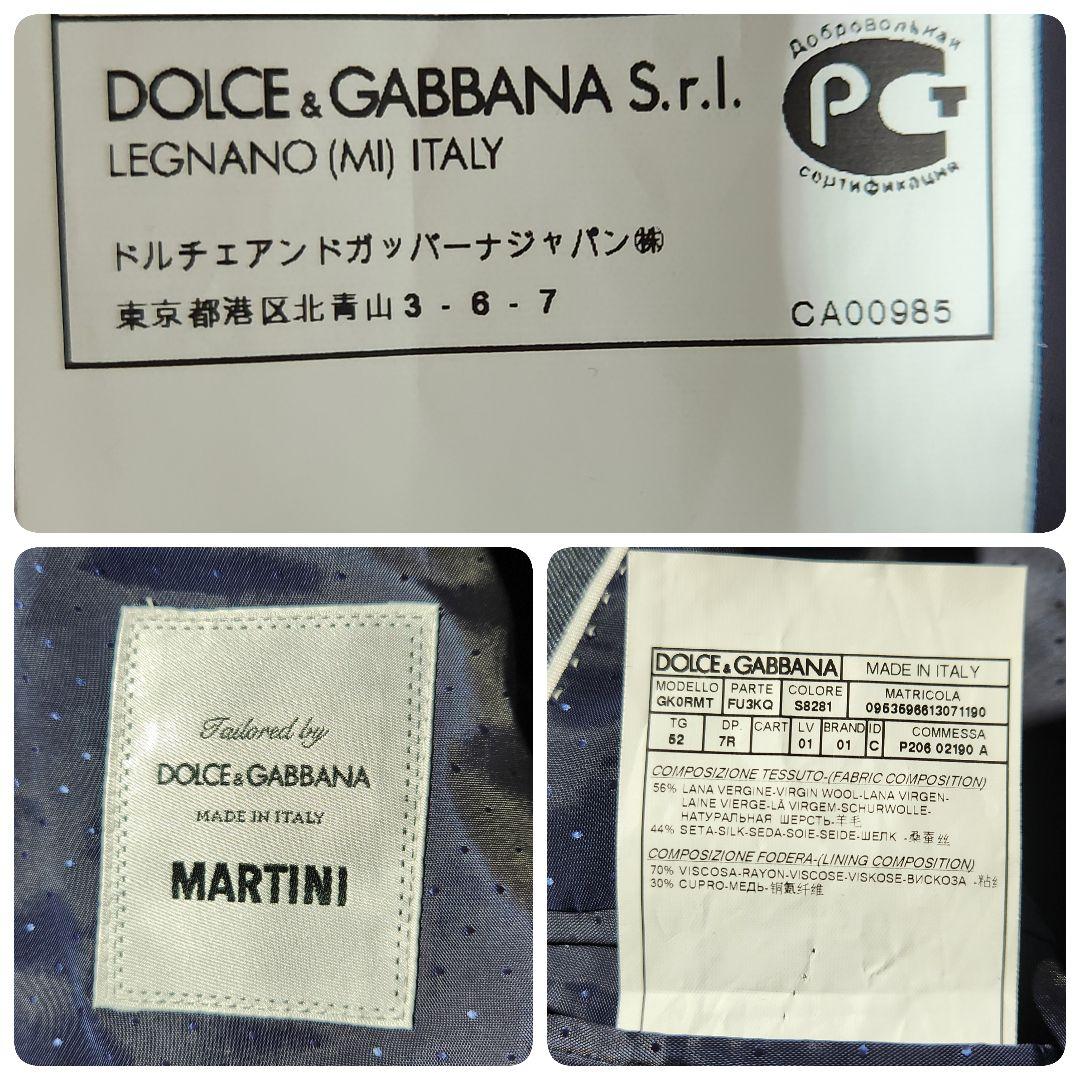 DOLCE & GABBANA S.r.l.
LEGNANO (MI) ITALY
ドルチェアンドガッバーナジャパン㈱
東京都港区北青山3 - 6 - 7
Добровольная
РСТ
сертификация
CA00985
Tailored by
DOLCE & GABBANA
MADE IN ITALY
MARTINI
DOLCE & GABBANA MADE IN ITALY
MODELLO PARTE COLORE MATRICOLA
GK0RMT FU3KQ S8281 0953596613071190
TG DP. CART LV BRAND ID COMMESSA
52 7R 01 01 C P206 02190 A
COMPOSIZIONE TESSUTO-(FABRIC COMPOSITION)
56% LANA VERGINE-VIRGIN WOOL-LANA VIRGEN-
LAINE VIERGE-LÀ VIRGEM-SCHURWOLLE-
НАТУРАЛЬНАЯ ШЕРСТЬ-羊毛
44% SETA-SILK-SEDA-SOIE-SEIDE-ШЕЛК -桑蚕丝
COMPOSIZIONE FODERA-(LINING COMPOSITION)
70% VISCOSA-RAYON-VISCOSE-VISKOSE-ВИСКОЗА -粘
30% CUPRO-МЕДЬ-铜氨纤维